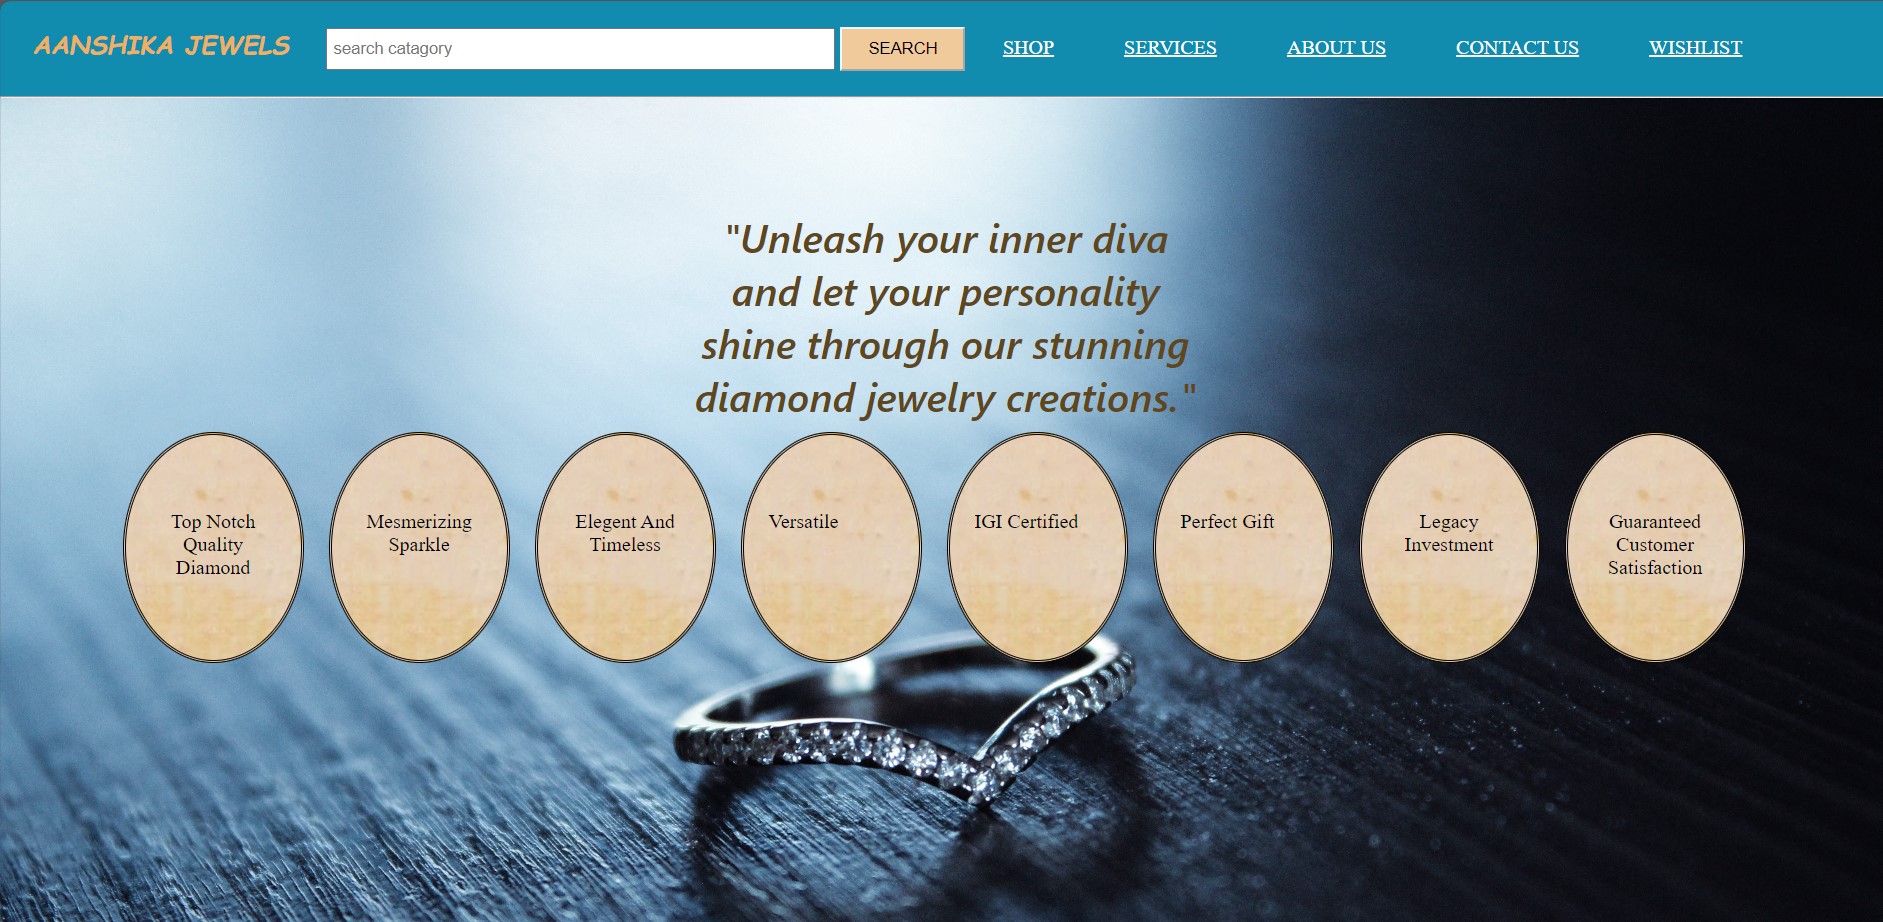 AANSHIKA JEWELS
search catagory
SEARCH
SHOP
SERVICES
ABOUT US
CONTACT US
WISHLIST
"Unleash your inner diva
and let your personality
shine through our stunning
diamond jewelry creations."
Top Notch
Quality
Diamond
Mesmerizing
Sparkle
Elegent And
Timeless
Versatile
IGI Certified
Perfect Gift
Legacy
Investment
Guaranteed
Customer
Satisfaction